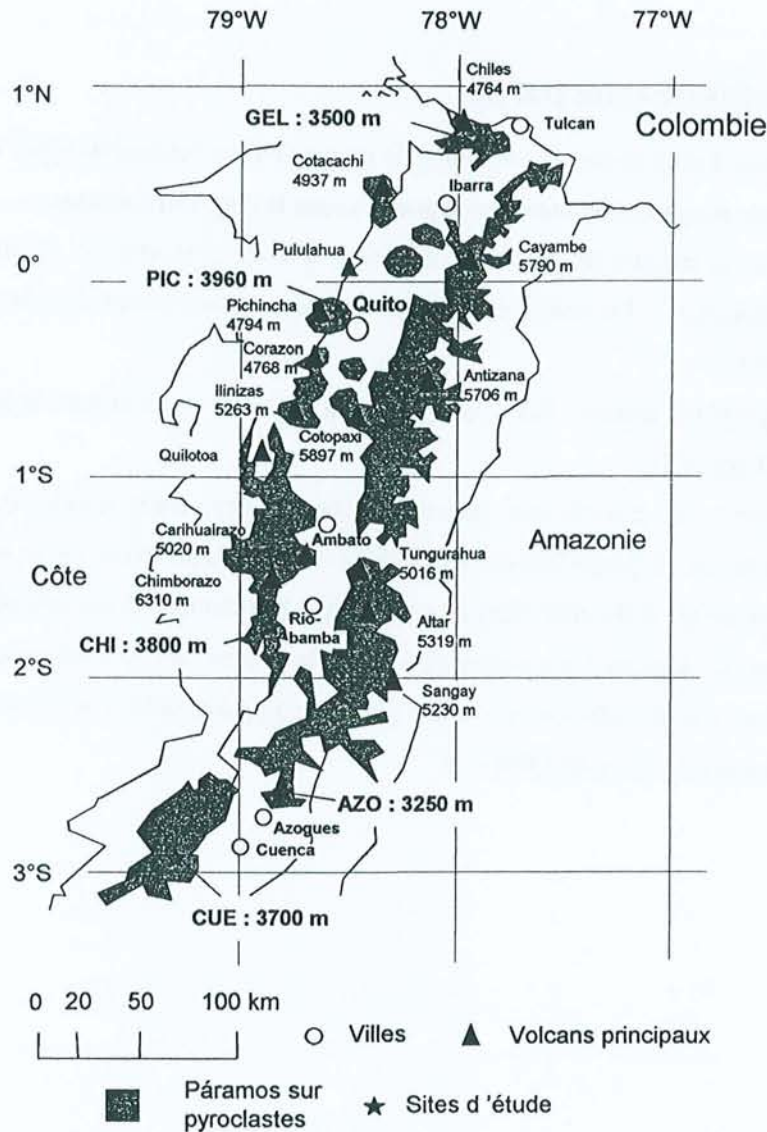 79°W
78°W
77°W
Chiles
4764 m
1°N
GEL : 3500 m
Tulcan
Colombie
Cotacachi
4937 m
Ibarra
Pululahua
Cayambe
5790 m
0°
PIC : 3960 m
Quito
Pichincha
4794 m
Corazon
4768 m
Ilinizas
5263 m
Antizana
5706 m
Cotopaxi
5897 m
Quilotoa
1°S
Carihualrazo
5020 m
Ambato
Tungurahua
5016 m
Amazonie
Côte
Chimborazo
6310 m
Rio-
Abamba
Altar
5319 m
CHI : 3800 m
2°S
Sangay
5230 m
AZO : 3250 m
Azogues
Cuenca
3°S
CUE : 3700 m
0 20 50 100 km
Villes
Volcans principaux
Páramos sur
pyroclastes
Sites d 'étude